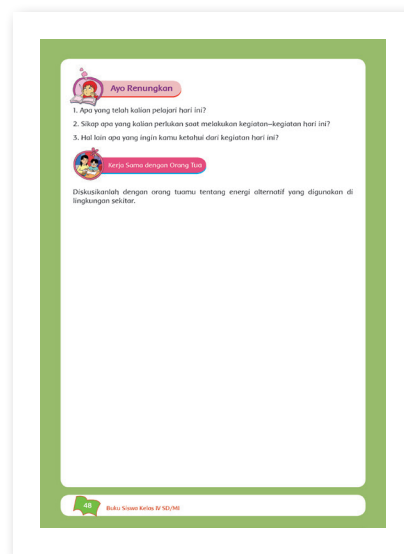 Ayo Renungkan
1. Apa yang telah kalian pelajari hari ini?
2. Sikap apa yang kalian perlukan saat melakukan kegiatan–kegiatan hari ini?
3. Hal lain apa yang ingin kamu ketahui dari kegiatan hari ini?
Kerja Sama dengan Orang Tua
Diskusikanlah dengan orang tuamu tentang energi alternatif yang digunakan di
lingkungan sekitar.
48
Buku Siswa Kelas IV SD/MI